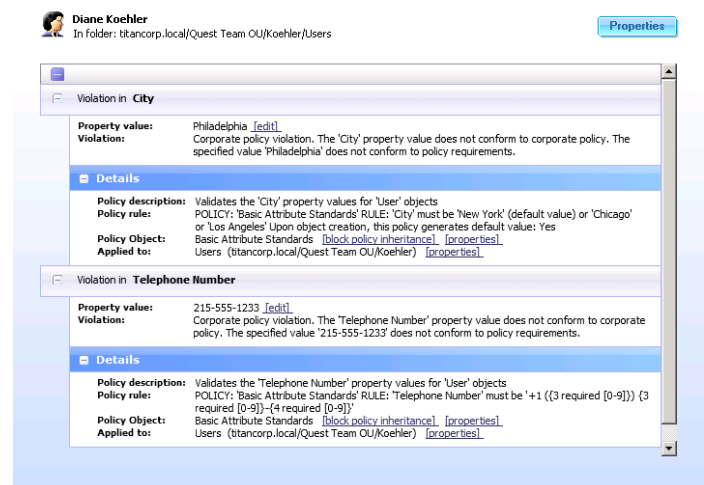 Diane Koehler
In folder: titancorp.local/Quest Team OU/Koehler/Users
Properties
Violation in City
Property value: Philadelphia [edit]
Violation: Corporate policy violation. The 'City' property value does not conform to corporate policy. The
specified value 'Philadelphia' does not conform to policy requirements.
Details
Policy description: Validates the 'City' property values for 'User' objects
Policy rule: POLICY: 'Basic Attribute Standards' RULE: 'City' must be 'New York' (default value) or 'Chicago'
or 'Los Angeles' Upon object creation, this policy generates default value: Yes
Policy Object: Basic Attribute Standards [block policy inheritance] [properties]
Applied to: Users (titancorp.local/Quest Team OU/Koehler) [properties]
Violation in Telephone Number
Property value: 215-555-1233 [edit]
Violation: Corporate policy violation. The 'Telephone Number' property value does not conform to corporate
policy. The specified value '215-555-1233' does not conform to policy requirements.
Details
Policy description: Validates the 'Telephone Number' property values for 'User' objects
Policy rule: POLICY: 'Basic Attribute Standards' RULE: 'Telephone Number' must be '+1 ({3 required [0-9]}) {3
required [0-9]}-{4 required [0-9]}'
Policy Object: Basic Attribute Standards [block policy inheritance] [properties]
Applied to: Users (titancorp.local/Quest Team OU/Koehler) [properties]